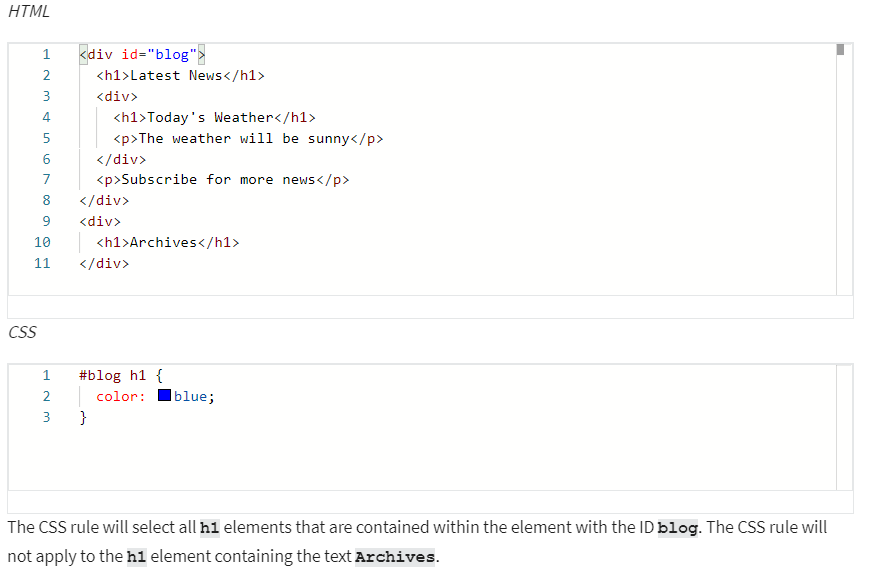 HTML
1 <div id="blog">
2 <h1>Latest News</h1>
3 <div>
4 <h1>Today's Weather</h1>
5 <p>The weather will be sunny</p>
6 </div>
7 <p>Subscribe for more news</p>
8 </div>
9 <div>
10 <h1>Archives</h1>
11 </div>
CSS
1 #blog h1 {
2 color: blue;
3 }
The CSS rule will select all h1 elements that are contained within the element with the ID blog. The CSS rule will
not apply to the h1 element containing the text Archives.